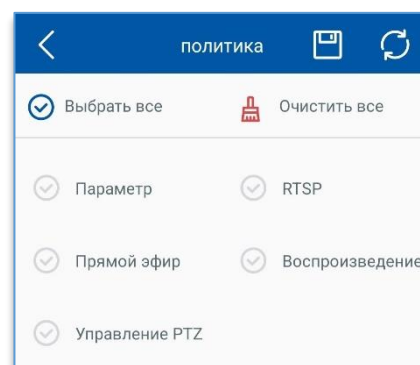 политика
Выбрать все Очистить все
Параметр RTSP
Прямой эфир Воспроизведение
Управление PTZ